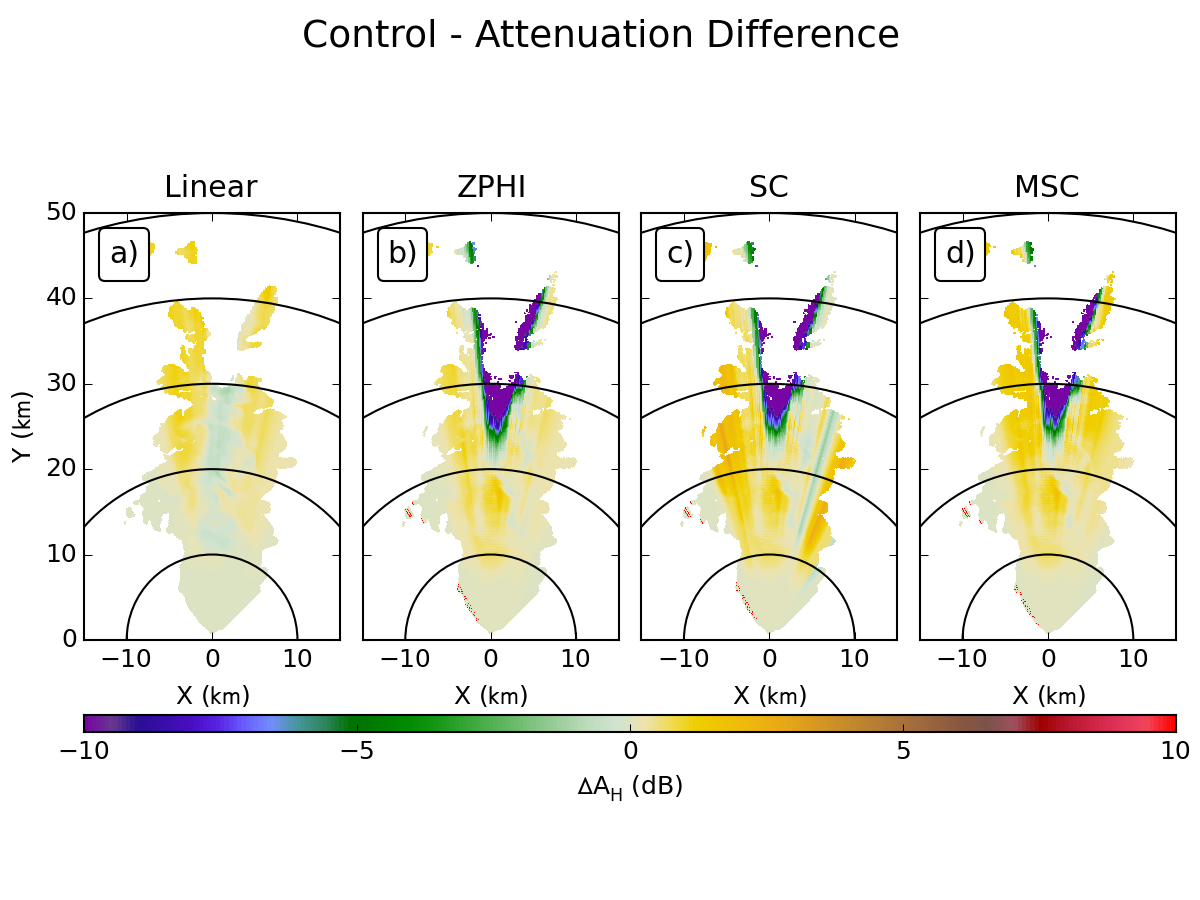 Control - Attenuation Difference
Linear ZPHI SC MSC
a) b) c) d)
50
40
30
20
10
0
Y (km)
−10 0 10 −10 0 10 −10 0 10 −10 0 10
X (km) X (km) X (km) X (km)
−10 −5 0 5 10
ΔA_H (dB)